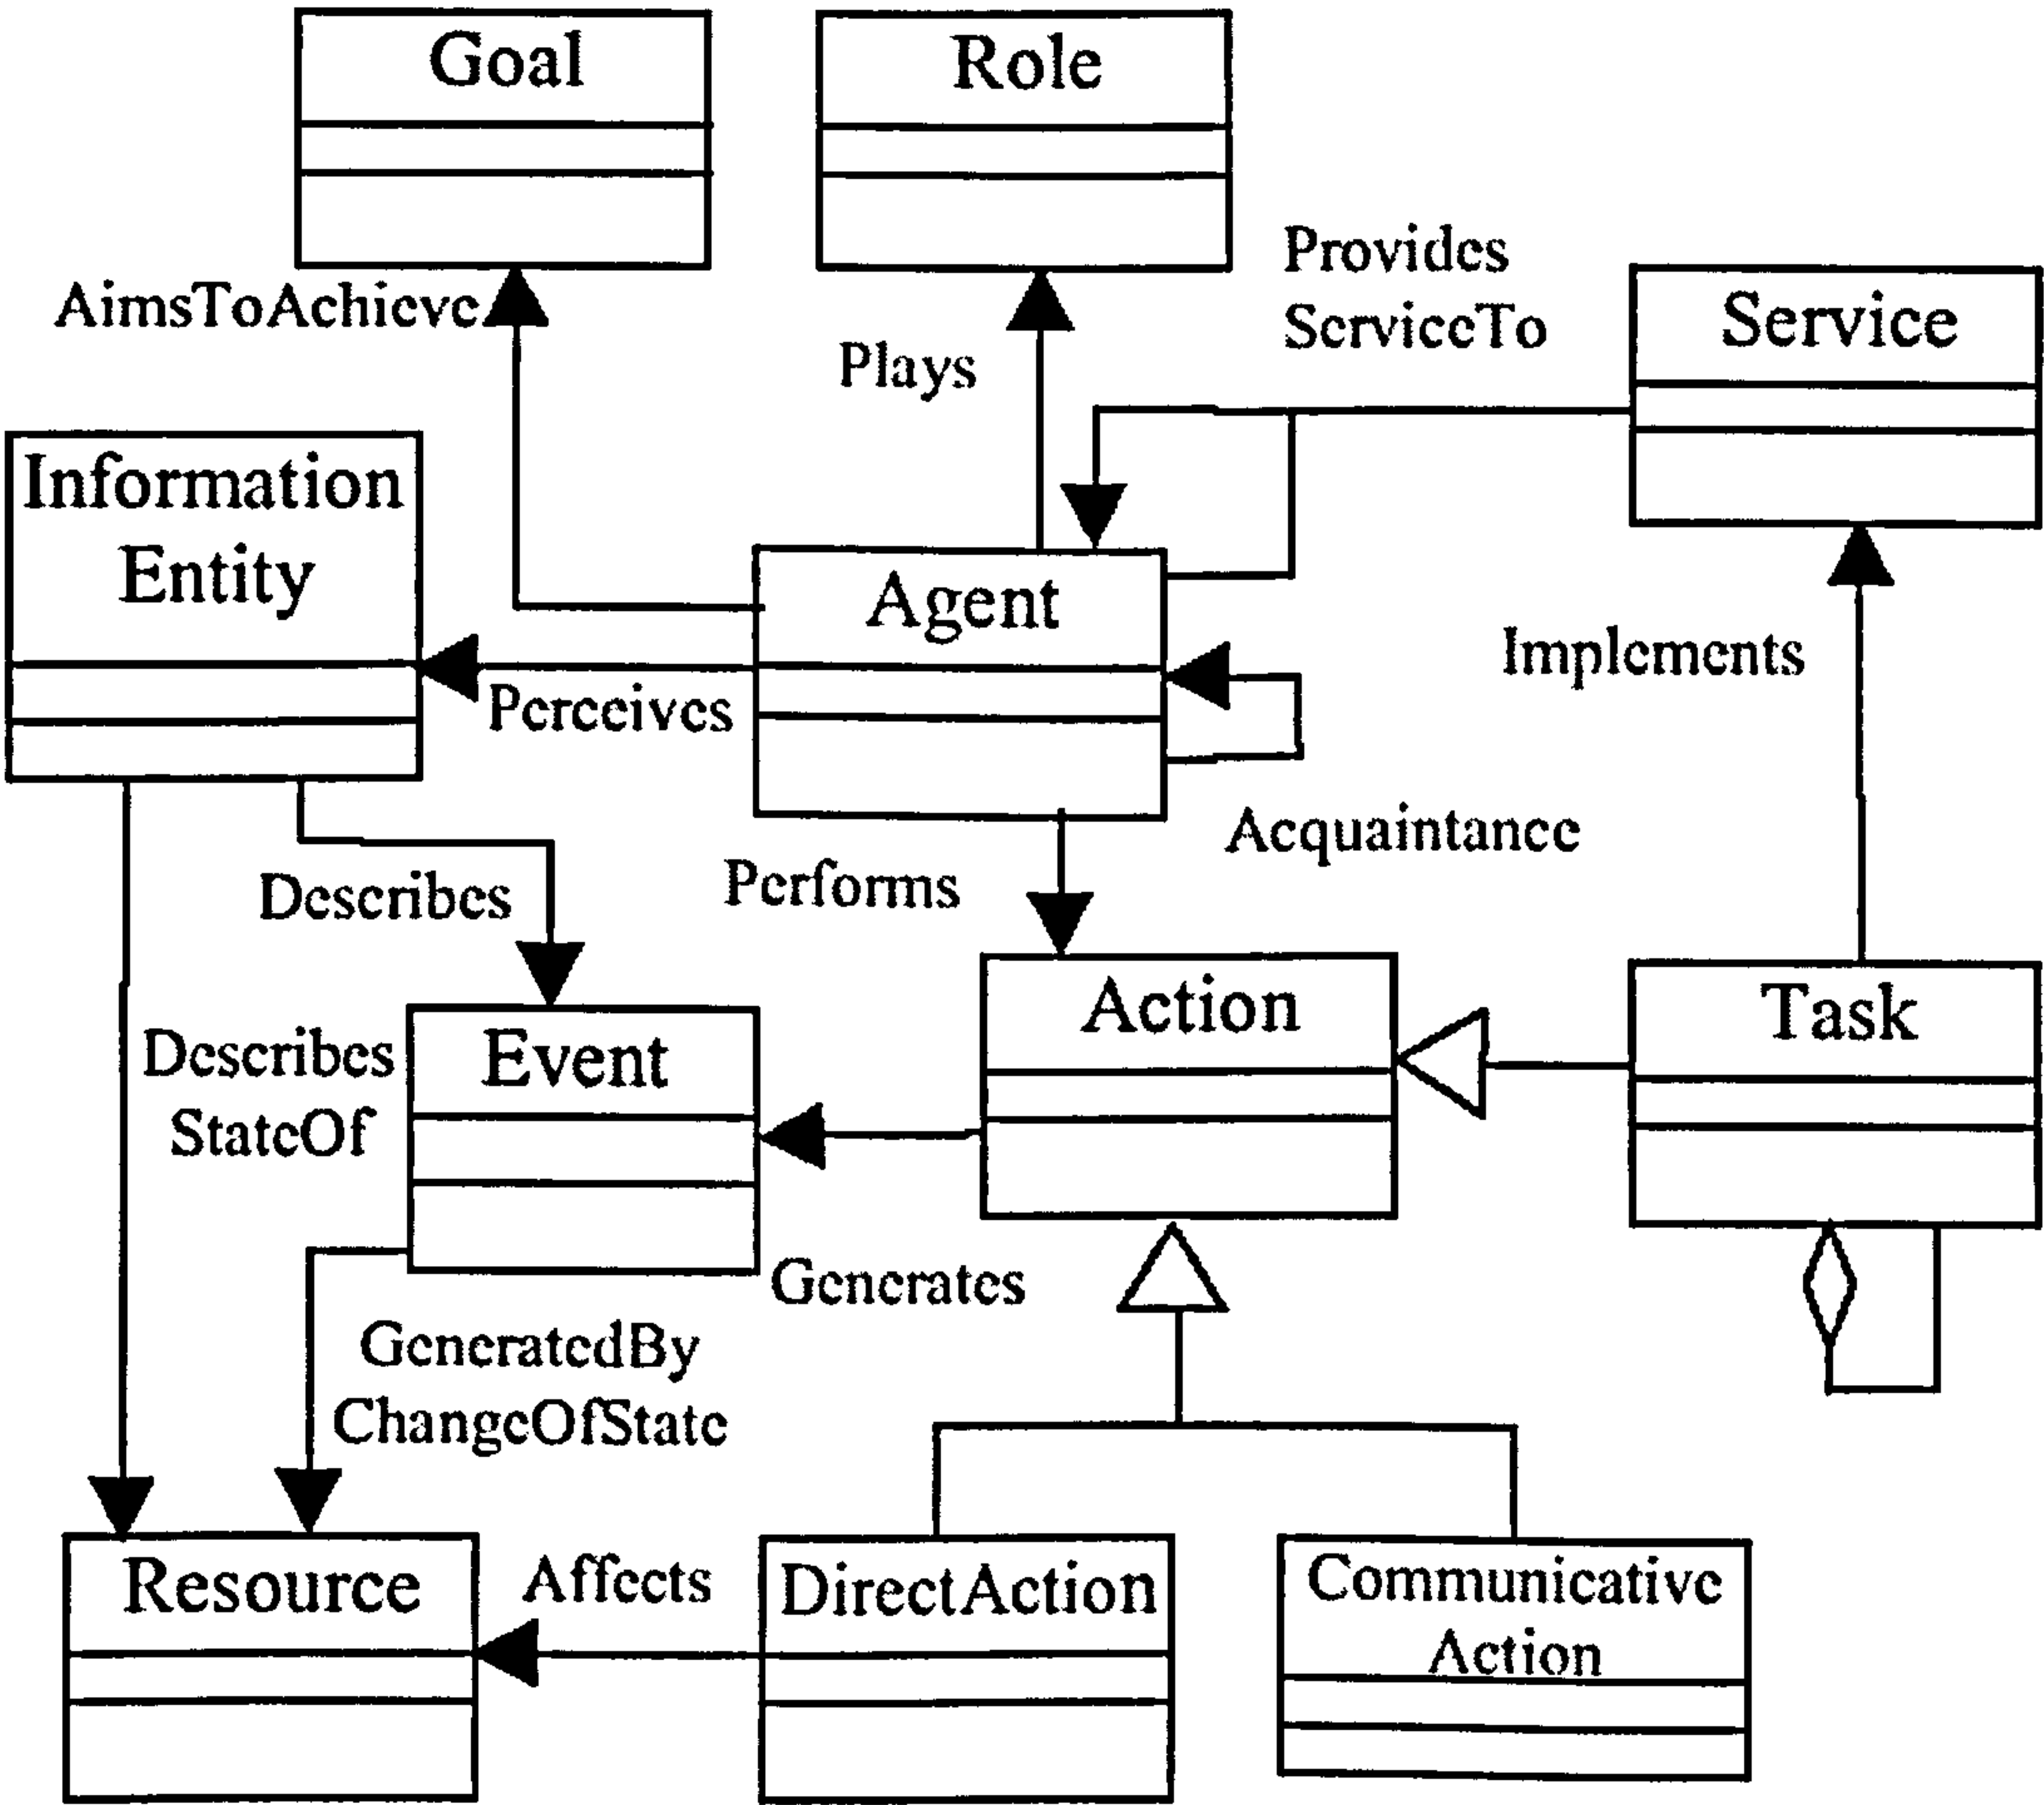 Goal
Role
Provides
ServiceTo
Service
AimsToAchieve
Plays
Information
Entity
Agent
Implements
Perceives
Acquaintance
Performs
Describes
Action
Task
Event
Describes
StateOf
Generates
GeneratedBy
ChangeOfState
Resource
Affects
DirectAction
Communicative
Action